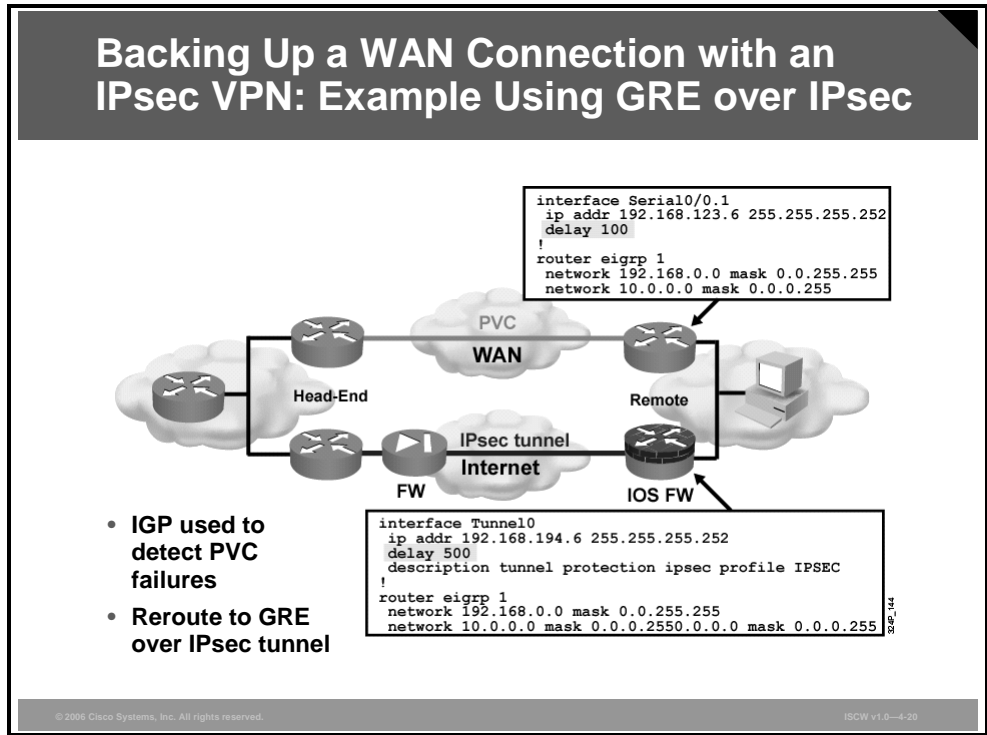 Backing Up a WAN Connection with an
IPsec VPN: Example Using GRE over IPsec
interface Serial0/0.1
ip addr 192.168.123.6 255.255.255.252
delay 100
!
router eigrp 1
network 192.168.0.0 mask 0.0.255.255
network 10.0.0.0 mask 0.0.0.255
PVC
WAN
Head-End
Remote
IPsec tunnel
Internet
FW
IOS FW
• IGP used to
detect PVC
failures
• Reroute to GRE
over IPsec tunnel
interface Tunnel0
ip addr 192.168.194.6 255.255.255.252
delay 500
description tunnel protection ipsec profile IPSEC
!
router eigrp 1
network 192.168.0.0 mask 0.0.255.255
network 10.0.0.0 mask 0.0.0.2550.0.0.0 mask 0.0.0.255
324P_144
© 2006 Cisco Systems, Inc. All rights reserved.
ISCW v1.0—4-20